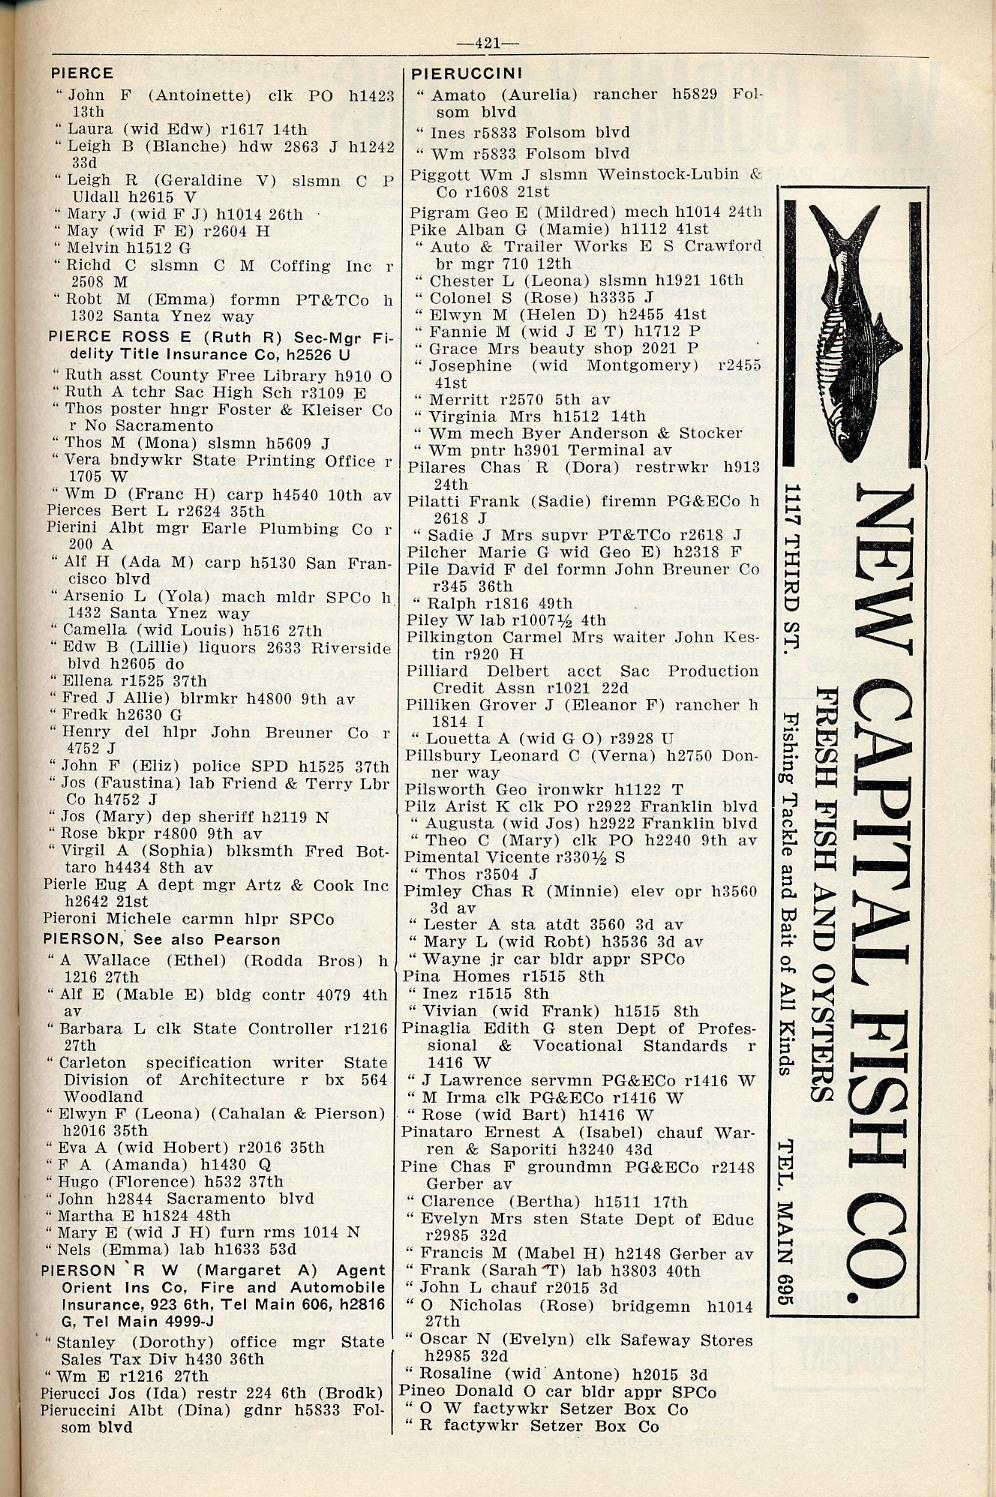 —421—
PIERCE
" John F (Antoinette) clk PO h1423
13th
" Laura (wid Edw) r1617 14th
" Leigh B (Blanche) hdw 2863 J h1242
33d
" Leigh R (Geraldine V) slsmn C P
Uldall h2615 V
" Mary J (wid F J) h1014 26th
" May (wid F E) r2604 H
" Melvin h1512 G
" Richd C slsmn C M Coffing Inc r
2508 M
" Robt M (Emma) formn PT&TCo h
1302 Santa Ynez way
PIERCE ROSS E (Ruth R) Sec-Mgr Fi-
delity Title Insurance Co, h2526 U
" Ruth asst County Free Library h910 O
" Ruth A tchr Sac High Sch r3109 E
" Thos poster hngr Foster & Kleiser Co
r No Sacramento
" Thos M (Mona) slsmn h5609 J
" Vera bndywkr State Printing Office r
1705 W
" Wm D (Franc H) carp h4540 10th av
Pierces Bert L r2624 35th
Pierini Albt mgr Earle Plumbing Co r
200 A
" Alf H (Ada M) carp h5130 San Fran-
cisco blvd
" Arsenio L (Yola) mach mldr SPCo h
1432 Santa Ynez way
" Camella (wid Louis) h516 27th
" Edw B (Lillie) liquors 2633 Riverside
blvd h2605 do
" Ellena r1525 37th
" Fred J Allie) blrmkr h4800 9th av
" Fredk h2630 G
" Henry del hlpr John Breuner Co r
4752 J
" John F (Eliz) police SPD h1525 37th
" Jos (Faustina) lab Friend & Terry Lbr
Co h4752 J
" Jos (Mary) dep sheriff h2119 N
" Rose bkpr r4800 9th av
" Virgil A (Sophia) blksmth Fred Bot-
taro h4434 8th av
Pierle Eug A dept mgr Artz & Cook Inc
h2642 21st
Pieroni Michele carmn hlpr SPCo
PIERSON, See also Pearson
" A Wallace (Ethel) (Rodda Bros) h
1216 27th
" Alf E (Mable E) bldg contr 4079 4th
av
" Barbara L clk State Controller r1216
27th
" Carleton specification writer State
Division of Architecture r bx 564
Woodland
" Elwyn F (Leona) (Cahalan & Pierson)
h2016 35th
" Eva A (wid Hobert) r2016 35th
" F A (Amanda) h1430 Q
" Hugo (Florence) h532 37th
" John h2844 Sacramento blvd
" Martha E h1824 48th
" Mary E (wid J H) furn rms 1014 N
" Nels (Emma) lab h1633 53d
PIERSON R W (Margaret A) Agent
Orient Ins Co, Fire and Automobile
Insurance, 923 6th, Tel Main 606, h2816
G, Tel Main 4999-J
" Stanley (Dorothy) office mgr State
Sales Tax Div h430 36th
" Wm E r1216 27th
Pierucci Jos (Ida) restr 224 6th (Brodk)
Pieruccini Albt (Dina) gdnr h5833 Fol-
som blvd
PIERUCCINI
" Amato (Aurelia) rancher h5829 Fol-
som blvd
" Ines r5833 Folsom blvd
" Wm r5833 Folsom blvd
Piggott Wm J slsmn Weinstock-Lubin &
Co r1608 21st
Pigram Geo E (Mildred) mech h1014 24th
Pike Alban G (Mamie) h1112 41st
" Auto & Trailer Works E S Crawford
br mgr 710 12th
" Chester L (Leona) slsmn h1921 16th
" Colonel S (Rose) h3335 J
" Elwyn M (Helen D) h2455 41st
" Fannie M (wid J E T) h1712 P
" Grace Mrs beauty shop 2021 P
" Josephine (wid Montgomery) r2455
41st
" Merritt r2570 5th av
" Virginia Mrs h1512 14th
" Wm mech Byer Anderson & Stocker
" Wm pntr h3901 Terminal av
Pilares Chas R (Dora) restrwkr h913
24th
Pilatti Frank (Sadie) firemn PG&ECo h
2618 J
" Sadie J Mrs supvr PT&TCo r2618 J
Pilcher Marie G wid Geo E) h2318 F
Pile David F del formn John Breuner Co
r345 36th
" Ralph r1816 49th
Piley W lab r1007½ 4th
Pilkington Carmel Mrs waiter John Kes-
tin r920 H
Pilliard Delbert acct Sac Production
Credit Assn r1021 22d
Pilliken Grover J (Eleanor F) rancher h
1814 I
" Louetta A (wid G O) r3928 U
Pillsbury Leonard C (Verna) h2750 Don-
ner way
Pilsworth Geo ironwkr h1122 T
Pilz Arist K clk PO r2922 Franklin blvd
" Augusta (wid Jos) h2922 Franklin blvd
" Theo C (Mary) clk PO h2240 9th av
Pimental Vicente r330½ S
" Thos r3504 J
Pimley Chas R (Minnie) elev opr h3560
3d av
" Lester A sta atdt 3560 3d av
" Mary L (wid Robt) h3536 3d av
" Wayne jr car bldr appr SPCo
Pina Homes r1515 8th
" Inez r1515 8th
" Vivian (wid Frank) h1515 8th
Pinaglia Edith G sten Dept of Profes-
sional & Vocational Standards r
1416 W
" J Lawrence servmn PG&ECo r1416 W
" M Irma clk PG&ECo r1416 W
" Rose (wid Bart) h1416 W
Pinataro Ernest A (Isabel) chauf War-
ren & Saporiti h3240 43d
Pine Chas F groundmn PG&ECo r2148
Gerber av
" Clarence (Bertha) h1511 17th
" Evelyn Mrs sten State Dept of Educ
r2985 32d
" Francis M (Mabel H) h2148 Gerber av
" Frank (Sarah T) lab h3803 40th
" John L chauf r2015 3d
" O Nicholas (Rose) bridgemn h1014
27th
" Oscar N (Evelyn) clk Safeway Stores
h2985 32d
" Rosaline (wid Antone) h2015 3d
Pineo Donald O car bldr appr SPCo
" O W factywkr Setzer Box Co
" R factywkr Setzer Box Co
NEW CAPITAL FISH CO.
FRESH FISH AND OYSTERS
1117 THIRD ST. Fishing Tackle and Bait of All Kinds TEL. MAIN 695